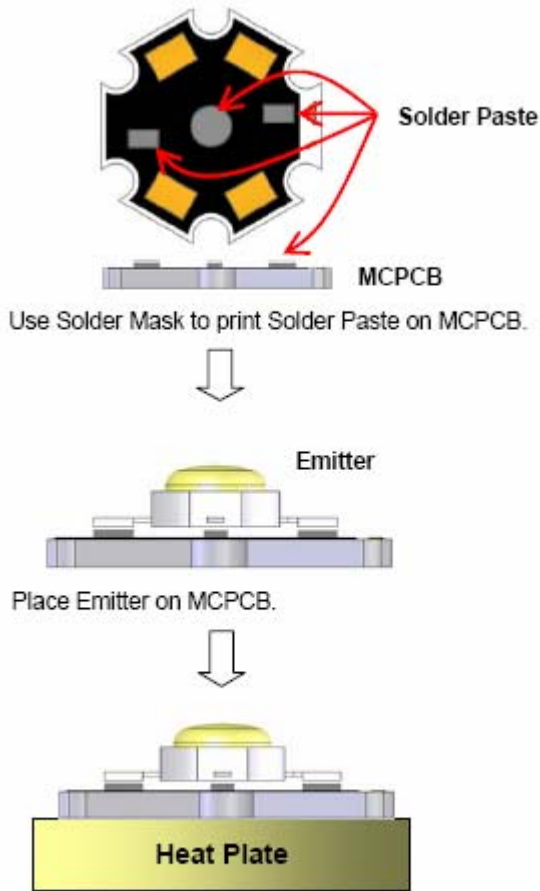 Solder Paste
MCPCB
Use Solder Mask to print Solder Paste on MCPCB.
Emitter
Place Emitter on MCPCB.
Heat Plate